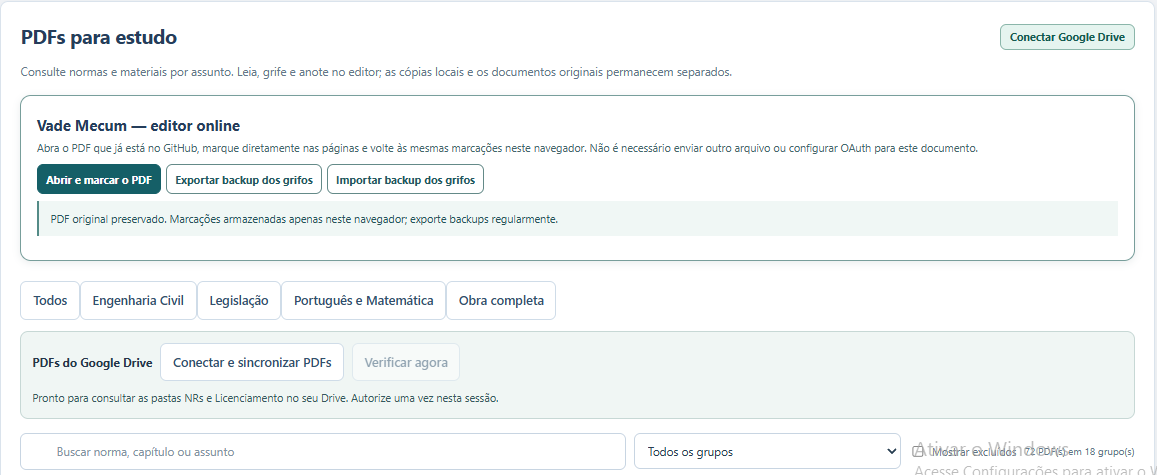 PDFs para estudo
Conectar Google Drive
Consulte normas e materiais por assunto. Leia, grife e anote no editor; as cópias locais e os documentos originais permanecem separados.
Vade Mecum — editor online
Abra o PDF que já está no GitHub, marque diretamente nas páginas e volte às mesmas marcações neste navegador. Não é necessário enviar outro arquivo ou configurar OAuth para este documento.
Abrir e marcar o PDF
Exportar backup dos grifos
Importar backup dos grifos
PDF original preservado. Marcações armazenadas apenas neste navegador; exporte backups regularmente.
Todos
Engenharia Civil
Legislação
Português e Matemática
Obra completa
PDFs do Google Drive
Conectar e sincronizar PDFs
Verificar agora
Pronto para consultar as pastas NRs e Licenciamento no seu Drive. Autorize uma vez nesta sessão.
Buscar norma, capítulo ou assunto
Todos os grupos
Mostrar excluídos
72 PDF(s) em 18 grupo(s)
Ativar o Windows
Acesse Configurações para ativar o